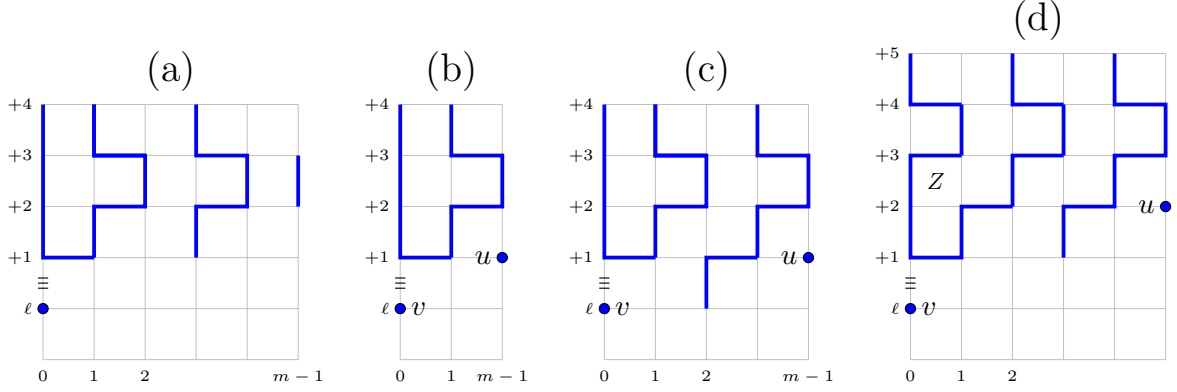 (a)
+4
+3
+2
+1
ℓ
0 1 2 m − 1
(b)
+4
+3
+2
+1
u
ℓ v
0 1 m − 1
(c)
+4
+3
+2
+1
u
ℓ v
0 1 2 m − 1
(d)
+5
+4
+3
Z
+2
u
+1
ℓ v
0 1 2